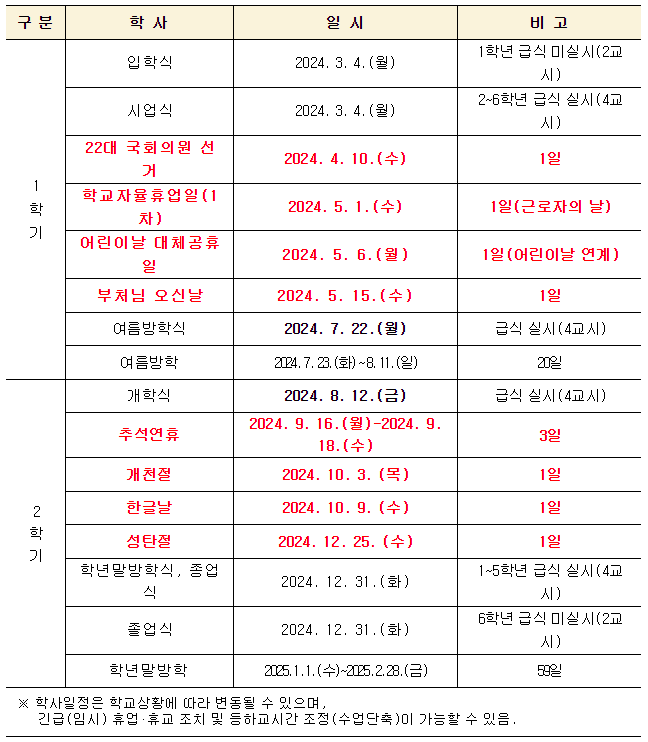 구 분 학 사 일 시 비 고
입학식 2024. 3. 4.(월) 1학년 급식 미실시(2교
시)
시업식 2024. 3. 4.(월) 2~6학년 급식 실시(4교
시)
22대 국회의원 선
거 2024. 4. 10.(수) 1일
1
학
기
학교자율휴업일(1
차) 2024. 5. 1.(수) 1일(근로자의 날)
어린이날 대체공휴
일 2024. 5. 6.(월) 1일(어린이날 연계)
부처님 오신날 2024. 5. 15.(수) 1일
여름방학식 2024. 7. 22.(월) 급식 실시(4교시)
여름방학 2024. 7. 23.(화)~8. 11.(일) 20일
개학식 2024. 8. 12.(금) 급식 실시(4교시)
추석연휴 2024. 9. 16.(월)-2024. 9.
18.(수) 3일
개천절 2024. 10. 3. (목) 1일
2
학
기
한글날 2024. 10. 9. (수) 1일
성탄절 2024. 12. 25. (수) 1일
학년말방학식, 종업
식 2024. 12. 31.(화) 1~5학년 급식 실시(4교
시)
졸업식 2024. 12. 31.(화) 6학년 급식 미실시(2교
시)
학년말방학 2025.1.1.(수)~2025.2.28.(금) 59일
※ 학사일정은 학교상황에 따라 변동될 수 있으며,
긴급(임시) 휴업·휴교 조치 및 등하교시간 조정(수업단축)이 가능할 수 있음.